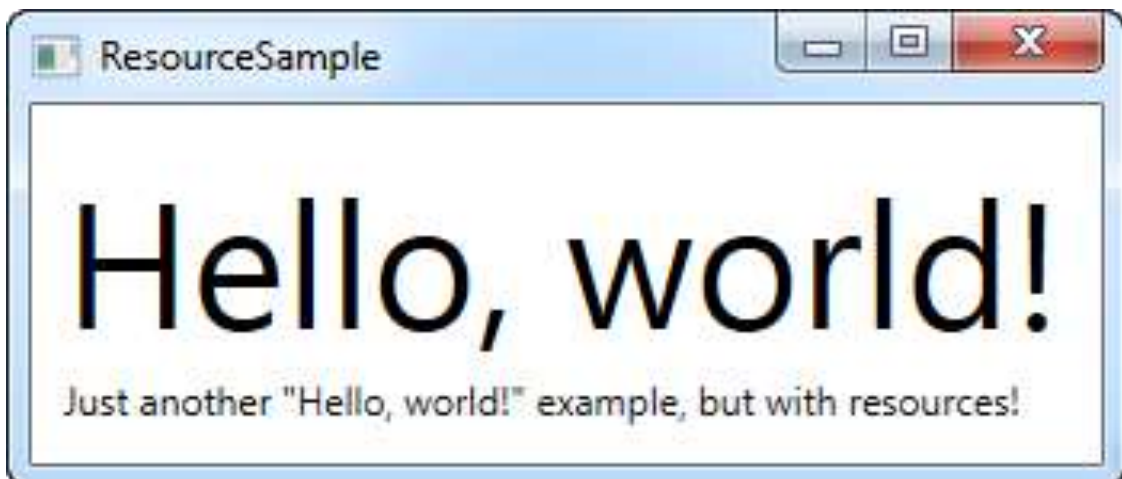 ResourceSample
Hello, world!
Just another "Hello, world!" example, but with resources!